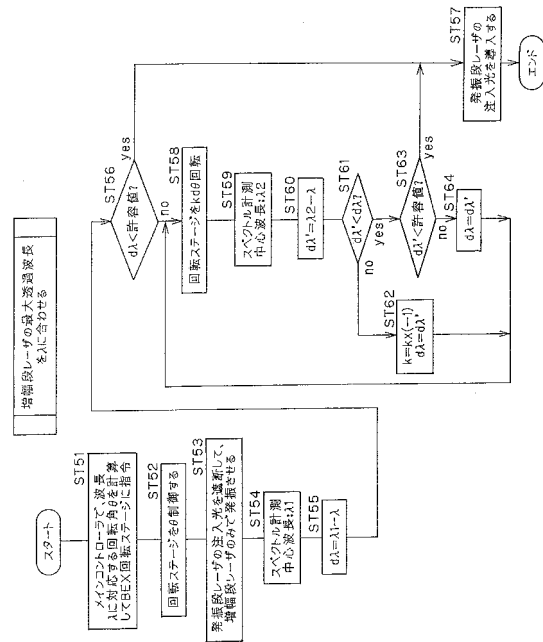 増幅段レーザの最大透過波長
をλに合わせる
スタート
ST51
メインコントローラで、波長
λに対応する回転角θを計算
してBEX回転ステージに指令
ST52
回転ステージをθ制御する
ST53
発振段レーザの注入光を遮断して、
増幅段レーザのみで発振させる
ST54
スペクトル計測
中心波長:λ1
ST55
dλ=λ1-λ
ST56
dλ<許容値?
yes
no
ST58
回転ステージをkdθ回転
ST59
スペクトル計測
中心波長:λ2
ST60
dλ'=λ2-λ
ST61
dλ'<dλ?
no
yes
ST62
k=k×(-1)
dλ=dλ'
ST63
dλ'<許容値?
yes
no
ST64
dλ=dλ'
ST57
発振段レーザの
注入光を導入する
エンド